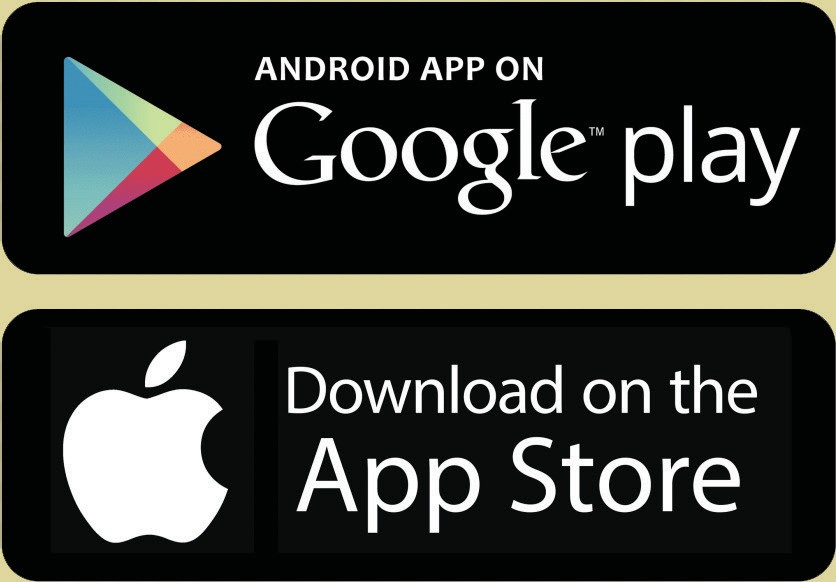 ANDROID APP ON
Google™ play
Download on the
App Store